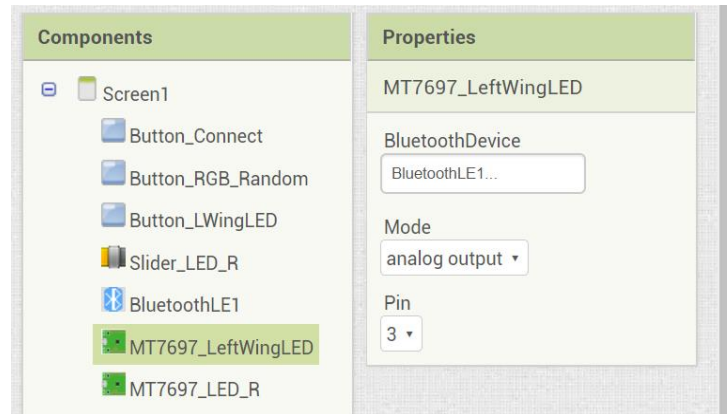 Components
Screen1
Button_Connect
Button_RGB_Random
Button_LWingLED
Slider_LED_R
BluetoothLE1
MT7697_LeftWingLED
MT7697_LED_R
Properties
MT7697_LeftWingLED
BluetoothDevice
BluetoothLE1...
Mode
analog output
Pin
3